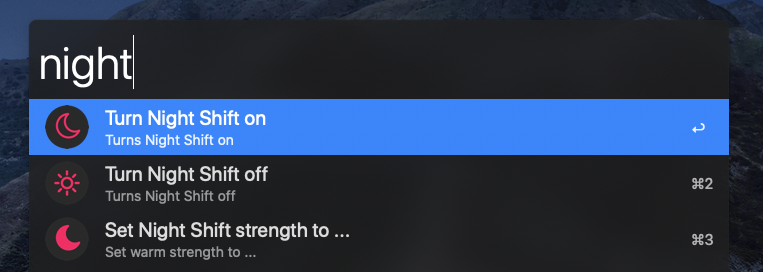 night
Turn Night Shift on
Turns Night Shift on
↩
Turn Night Shift off
Turns Night Shift off
⌘2
Set Night Shift strength to ...
Set warm strength to ...
⌘3